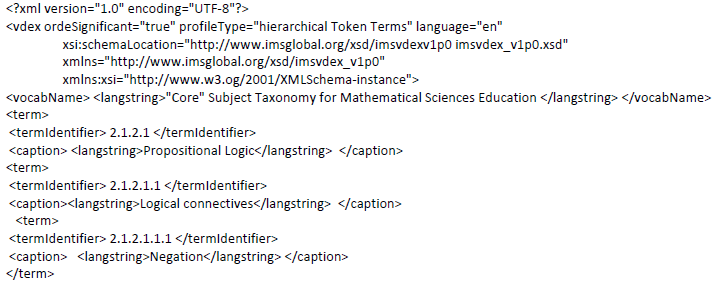 <?xml version="1.0" encoding="UTF-8"?>
<vdex ordeSignificant="true" profileType="hierarchical Token Terms" language="en"
xsi:schemaLocation="http://www.imsglobal.org/xsd/imsvdexv1p0 imsvdex_v1p0.xsd"
xmlns="http://www.imsglobal.org/xsd/imsvdex_v1p0"
xmlns:xsi="http://www.w3.og/2001/XMLSchema-instance">
<vocabName> <langstring>"Core" Subject Taxonomy for Mathematical Sciences Education </langstring> </vocabName>
<term>
<termIdentifier> 2.1.2.1 </termIdentifier>
<caption> <langstring>Propositional Logic</langstring> </caption>
<term>
<termIdentifier> 2.1.2.1.1 </termIdentifier>
<caption><langstring>Logical connectives</langstring> </caption>
<term>
<termIdentifier> 2.1.2.1.1.1 </termIdentifier>
<caption> <langstring>Negation</langstring> </caption>
</term>